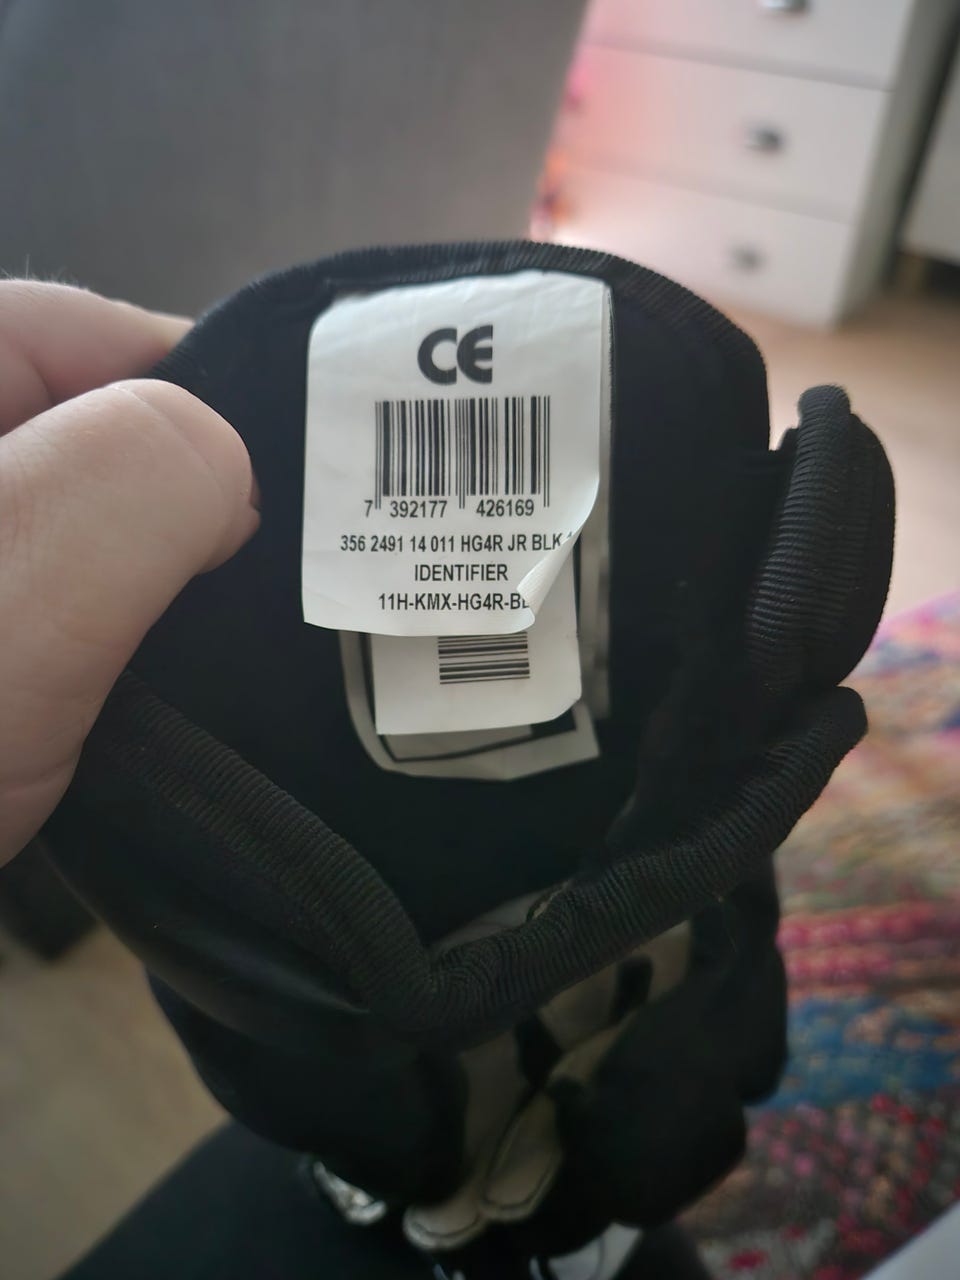 CE
7 392177 426169
356 2491 14 011 HG4R JR BLK
IDENTIFIER
11H-KMX-HG4R-